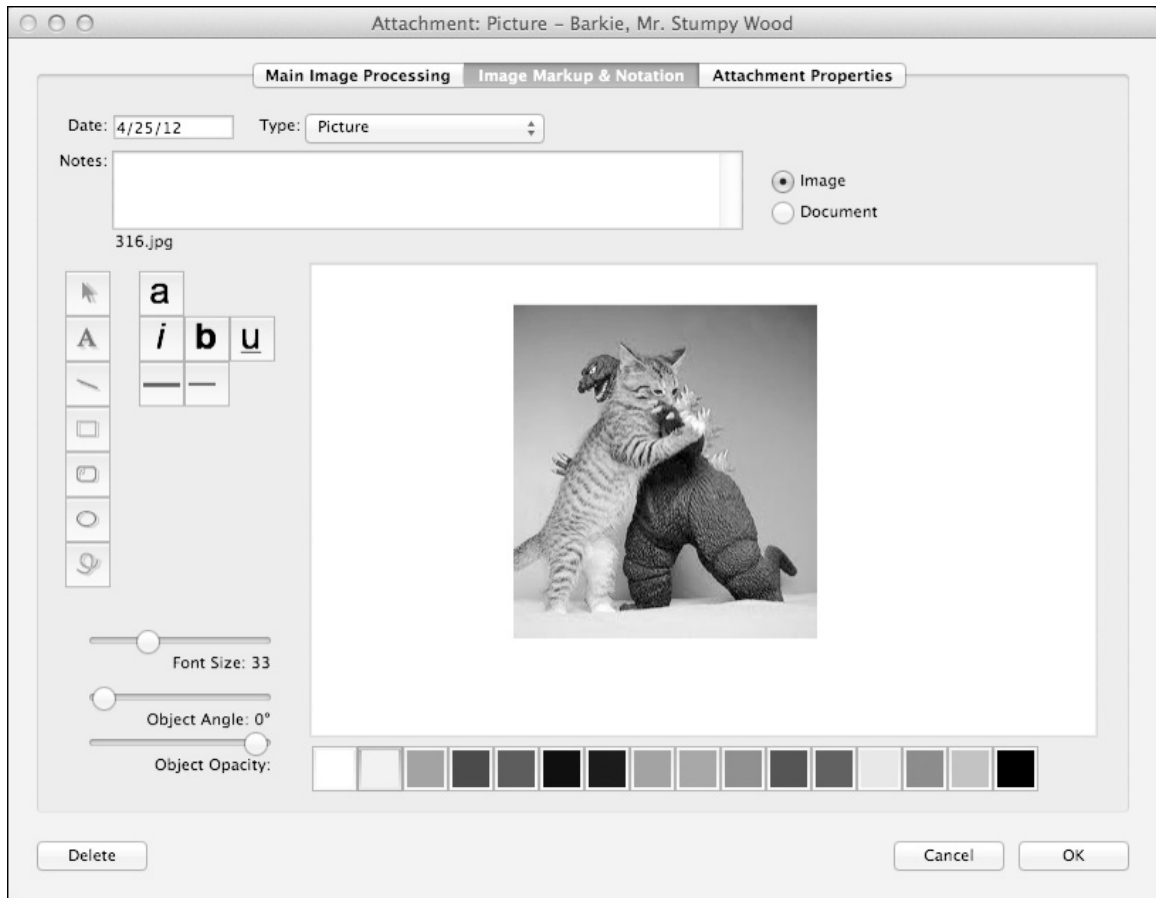 Attachment: Picture – Barkie, Mr. Stumpy Wood
Main Image Processing Image Markup & Notation Attachment Properties
Date: 4/25/12 Type: Picture
Notes:
Image
Document
316.jpg
A a
i b u
Font Size: 33
Object Angle: 0°
Object Opacity:
Delete Cancel OK